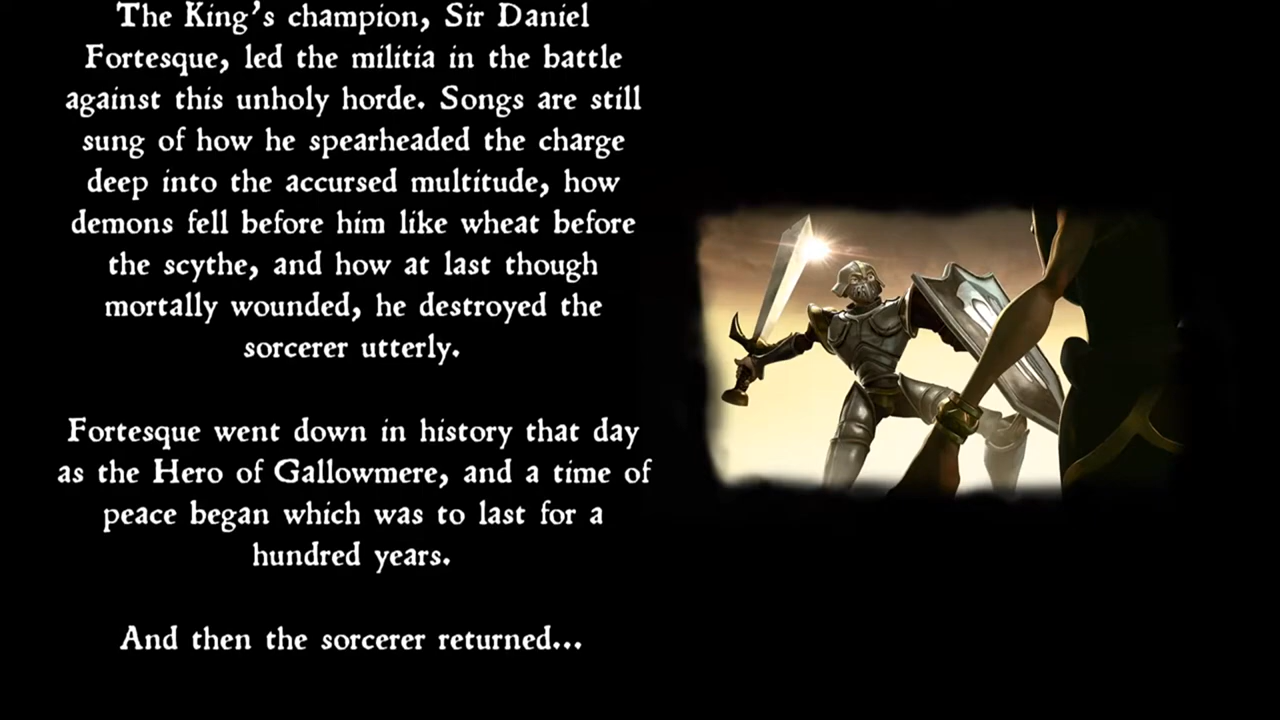 The King's champion, Sir Daniel
Fortesque, led the militia in the battle
against this unholy horde. Songs are still
sung of how he spearheaded the charge
deep into the accursed multitude, how
demons fell before him like wheat before
the scythe, and how at last though
mortally wounded, he destroyed the
sorcerer utterly.
Fortesque went down in history that day
as the Hero of Gallowmere, and a time of
peace began which was to last for a
hundred years.
And then the sorcerer returned...